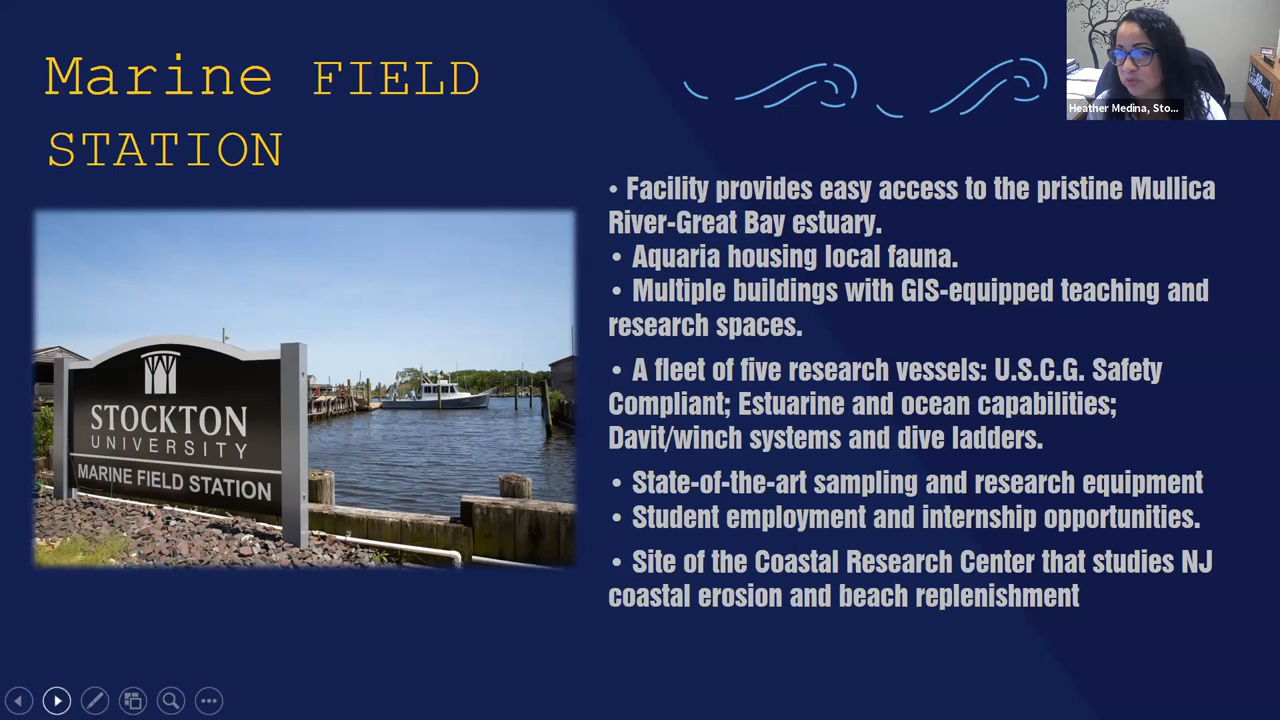 Marine FIELD
STATION
Heather Medina, Sto...
• Facility provides easy access to the pristine Mullica
River-Great Bay estuary.
• Aquaria housing local fauna.
• Multiple buildings with GIS-equipped teaching and
research spaces.
• A fleet of five research vessels: U.S.C.G. Safety
Compliant; Estuarine and ocean capabilities;
Davit/winch systems and dive ladders.
• State-of-the-art sampling and research equipment
• Student employment and internship opportunities.
• Site of the Coastal Research Center that studies NJ
coastal erosion and beach replenishment
STOCKTON
UNIVERSITY
MARINE FIELD STATION